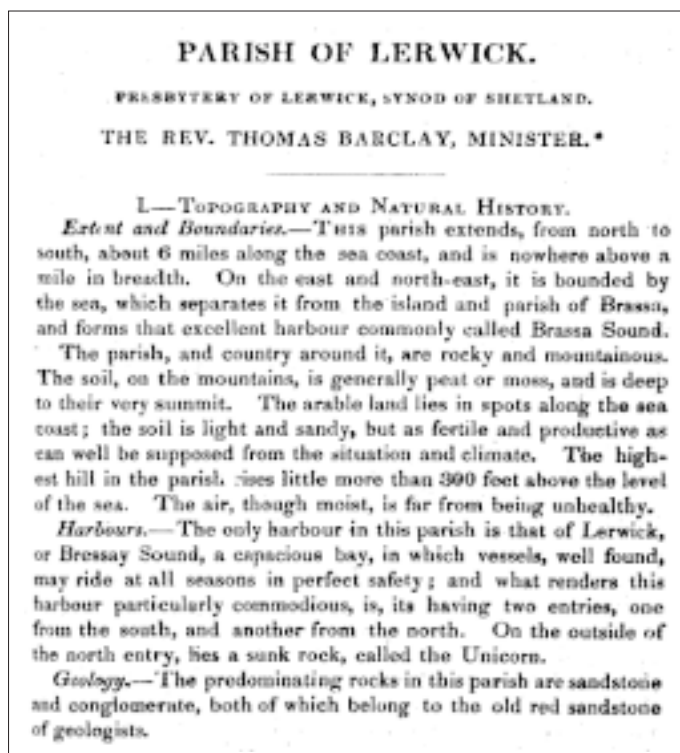 PARISH OF LERWICK.
PRESBYTERY OF LERWICK, SYNOD OF SHETLAND.
THE REV. THOMAS BARCLAY, MINISTER.*
I.—TOPOGRAPHY AND NATURAL HISTORY.
Extent and Boundaries.—THIS parish extends, from north to
south, about 6 miles along the sea coast, and is nowhere above a
mile in breadth. On the east and north-east, it is bounded by
the sea, which separates it from the island and parish of Brassa,
and forms that excellent harbour commonly called Brassa Sound.
The parish, and country around it, are rocky and mountainous.
The soil, on the mountains, is generally peat or moss, and is deep
to their very summit. The arable land lies in spots along the sea
coast; the soil is light and sandy, but as fertile and productive as
can well be supposed from the situation and climate. The high-
est hill in the parish rises little more than 300 feet above the level
of the sea. The air, though moist, is far from being unhealthy.
Harbours.—The only harbour in this parish is that of Lerwick,
or Bressay Sound, a capacious bay, in which vessels, well found,
may ride at all seasons in perfect safety; and what renders this
harbour particularly commodious, is, its having two entries, one
from the south, and another from the north. On the outside of
the north entry, lies a sunk rock, called the Unicorn.
Geology.—The predominating rocks in this parish are sandstone
and conglomerate, both of which belong to the old red sandstone
of geologists.